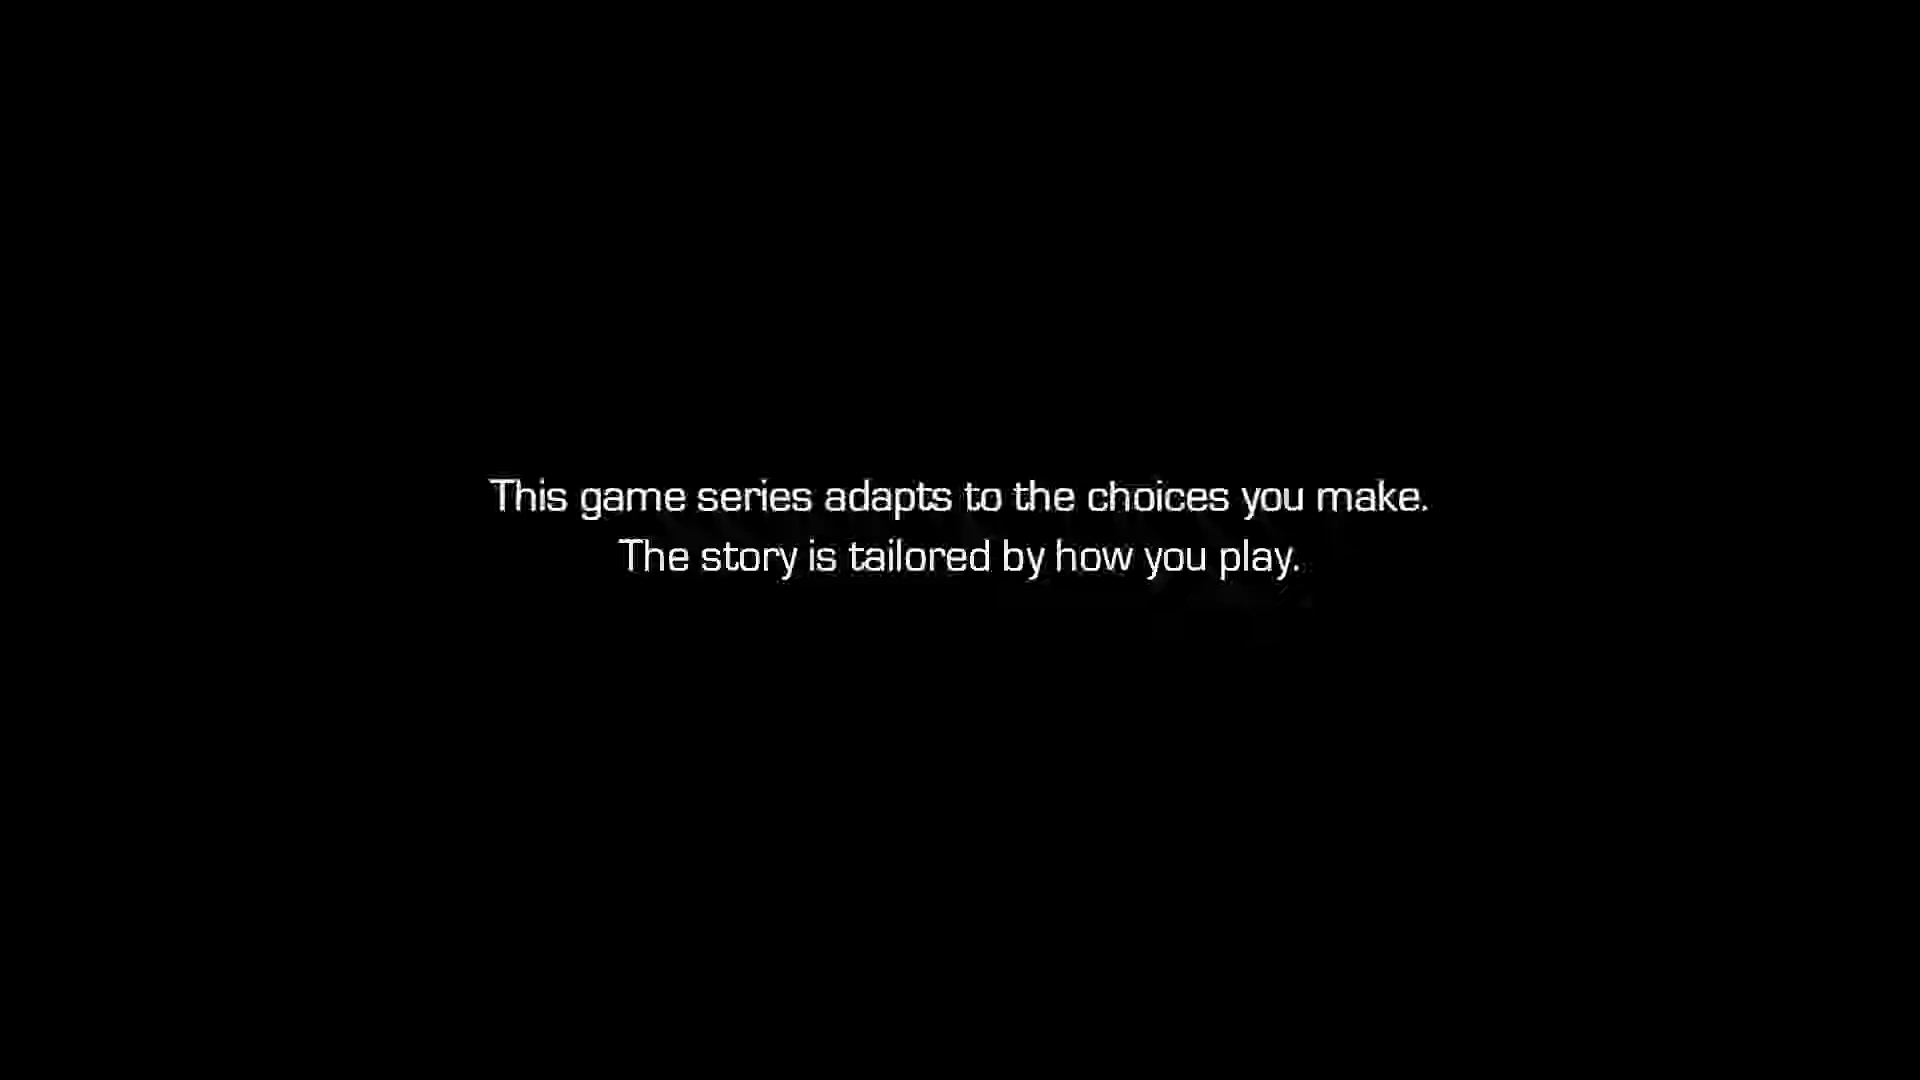 This game series adapts to the choices you make.
The story is tailored by how you play.